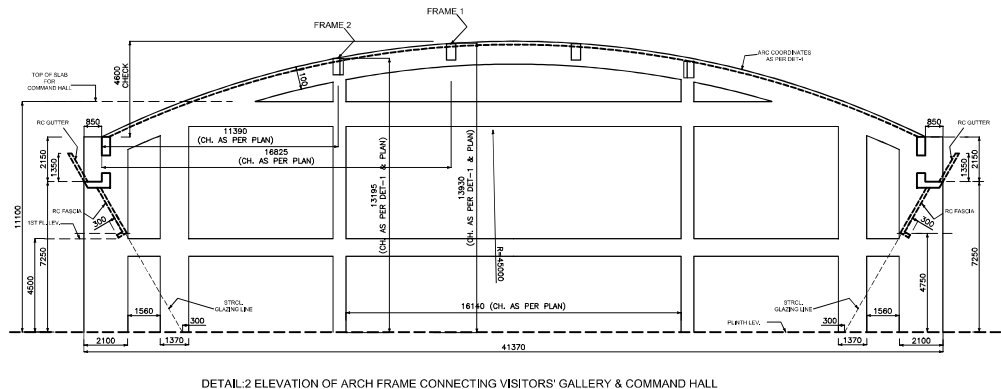 FRAME 1
FRAME 2
ARC COORDINATES
AS PER DET-1
4600
CHECK
100
TOP OF SLAB
FOR
COMMAND HALL
RC GUTTER
850
11390
(CH. AS PER PLAN)
16825
(CH. AS PER PLAN)
13195
(CH. AS PER DET-1 & PLAN)
13930
(CH. AS PER DET-1 & PLAN)
850
RC GUTTER
2150
1350
1350
2150
RC FASCIA
300
RC FASCIA
300
11100
1ST FL. LEV.
4500
7250
R=45000
4750
7250
STRCL.
GLAZING LINE
16140 (CH. AS PER PLAN)
STRCL.
GLAZING LINE
1560
300
PLINTH LEV.
300
1560
2100
1370
41370
1370
2100
DETAIL:2 ELEVATION OF ARCH FRAME CONNECTING VISITORS' GALLERY & COMMAND HALL